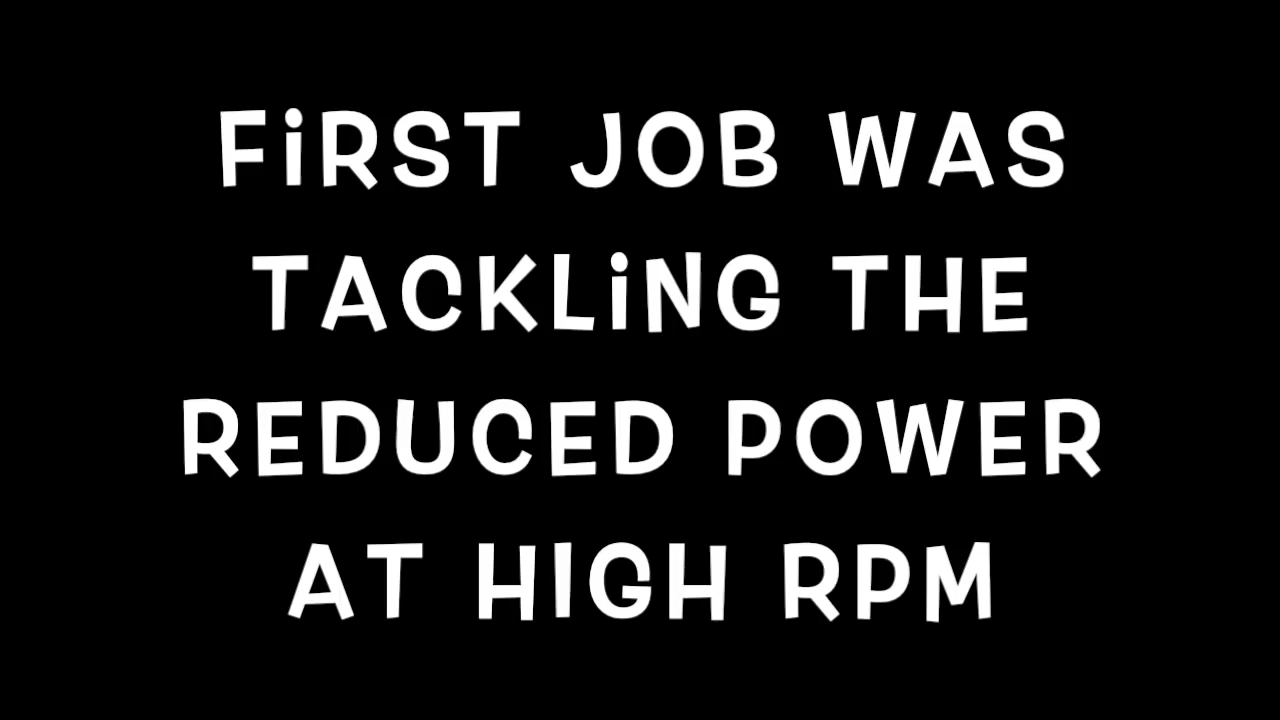 FiRST JOB WAS
TACKLiNG THE
REDUCED POWER
AT HIGH RPM